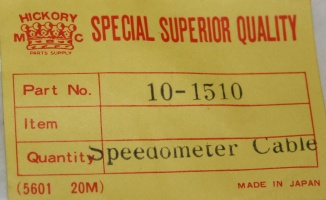 HICKORY
M C
PARTS SUPPLY
SPECIAL SUPERIOR QUALITY
Part No. 10-1510
Item
Quantity Speedometer Cable
(5601 20M) MADE IN JAPAN